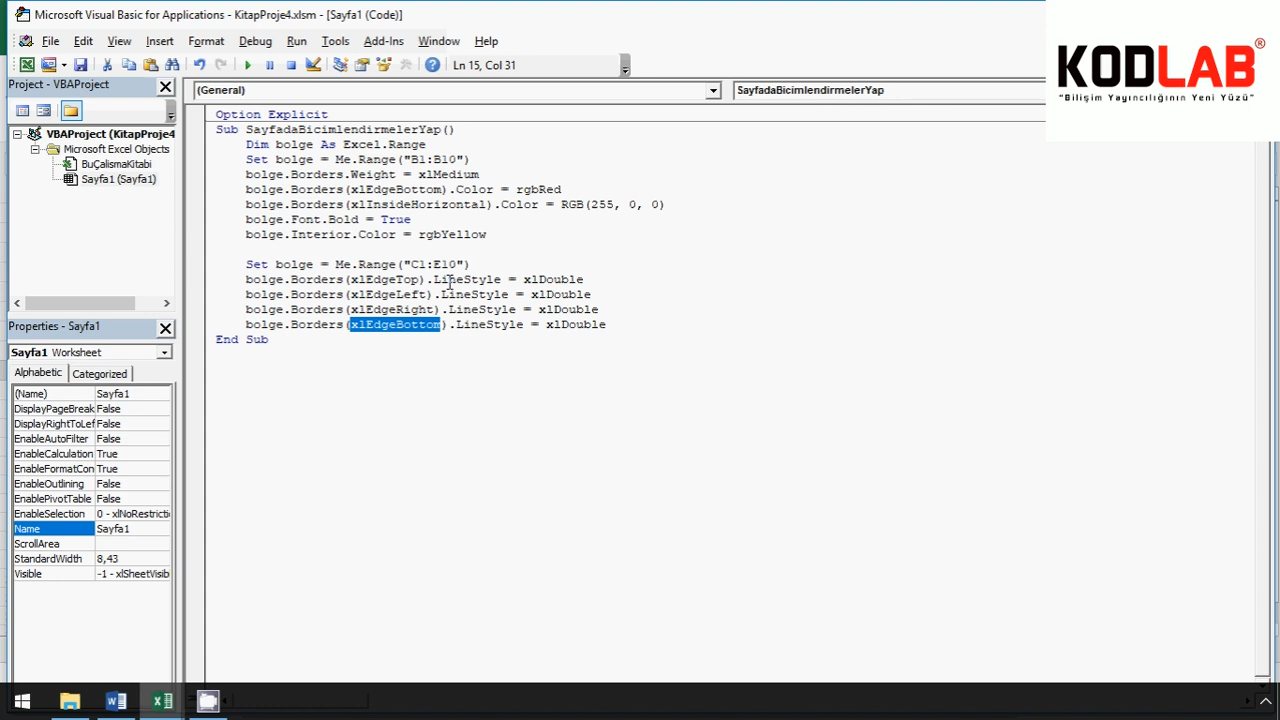 Microsoft Visual Basic for Applications - KitapProje4.xlsm - [Sayfa1 (Code)]
File Edit View Insert Format Debug Run Tools Add-Ins Window Help
Ln 15, Col 31
KODLAB®
"Bilişim Yayıncılığının Yeni Yüzü"
Project - VBAProject
VBAProject (KitapProje4
Microsoft Excel Objects
BuÇalismaKitabi
Sayfa1 (Sayfa1)
Properties - Sayfa1
Sayfa1 Worksheet
Alphabetic Categorized
(Name) Sayfa1
DisplayPageBreak False
DisplayRightToLef False
EnableAutoFilter False
EnableCalculation True
EnableFormatCon True
EnableOutlining False
EnablePivotTable False
EnableSelection 0 - xlNoRestricti
Name Sayfa1
ScrollArea
StandardWidth 8,43
Visible -1 - xlSheetVisib
(General) SayfadaBicimlendirmelerYap
Option Explicit
Sub SayfadaBicimlendirmelerYap()
Dim bolge As Excel.Range
Set bolge = Me.Range("B1:B10")
bolge.Borders.Weight = xlMedium
bolge.Borders(xlEdgeBottom).Color = rgbRed
bolge.Borders(xlInsideHorizontal).Color = RGB(255, 0, 0)
bolge.Font.Bold = True
bolge.Interior.Color = rgbYellow
Set bolge = Me.Range("C1:E10")
bolge.Borders(xlEdgeTop).LineStyle = xlDouble
bolge.Borders(xlEdgeLeft).LineStyle = xlDouble
bolge.Borders(xlEdgeRight).LineStyle = xlDouble
bolge.Borders(xlEdgeBottom).LineStyle = xlDouble
End Sub